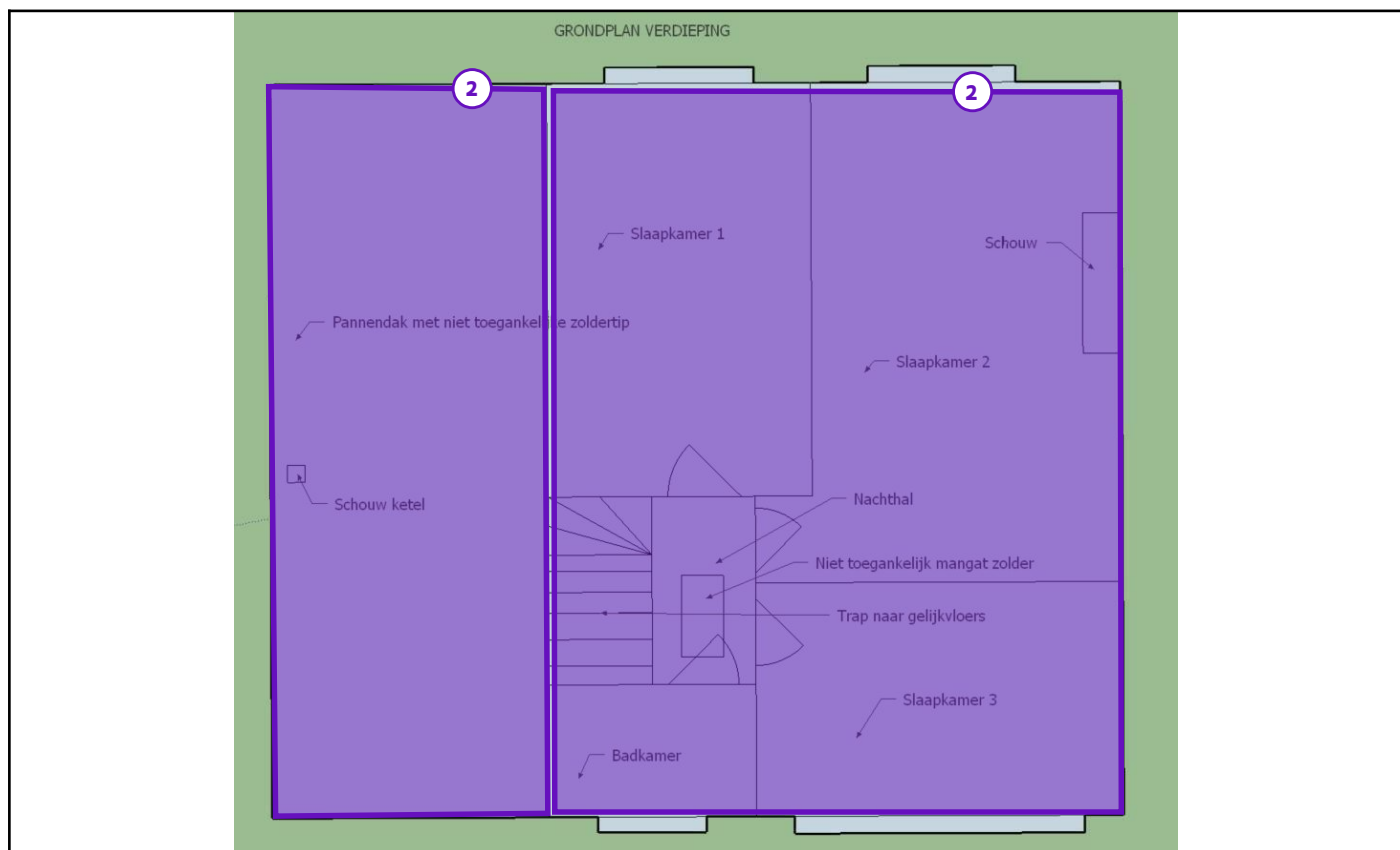 GRONDPLAN VERDIEPING
2
2
Slaapkamer 1
Schouw
Pannendak met niet toegankelijke zoldertip
Slaapkamer 2
Schouw ketel
Nachthal
Niet toegankelijk mangat zolder
Trap naar gelijkvloers
Slaapkamer 3
Badkamer